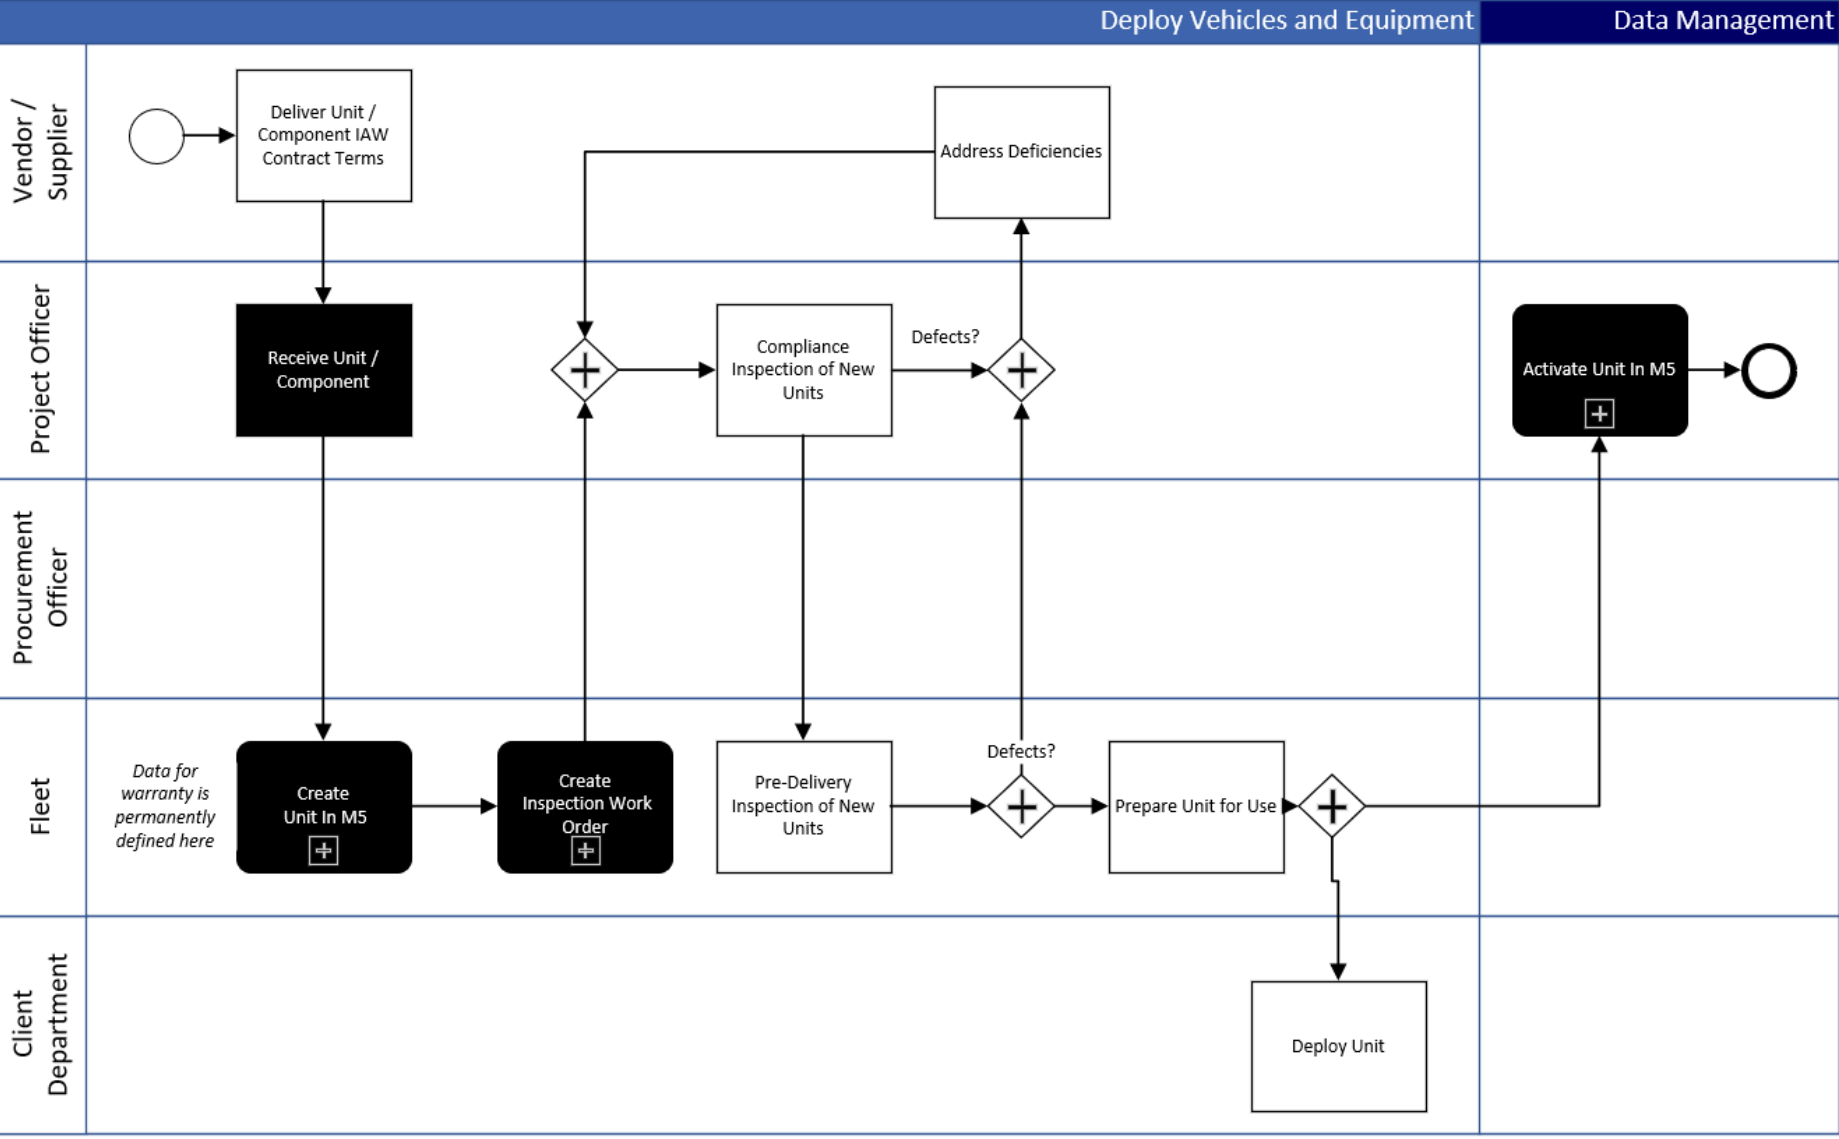 Deploy Vehicles and Equipment
Data Management
Vendor /
Supplier
Deliver Unit /
Component IAW
Contract Terms
Address Deficiencies
Project Officer
Receive Unit /
Component
Compliance
Inspection of New
Units
Defects?
Activate Unit In M5
Procurement
Officer
Fleet
Data for
warranty is
permanently
defined here
Create
Unit In M5
Create
Inspection Work
Order
Pre-Delivery
Inspection of New
Units
Defects?
Prepare Unit for Use
Client
Department
Deploy Unit